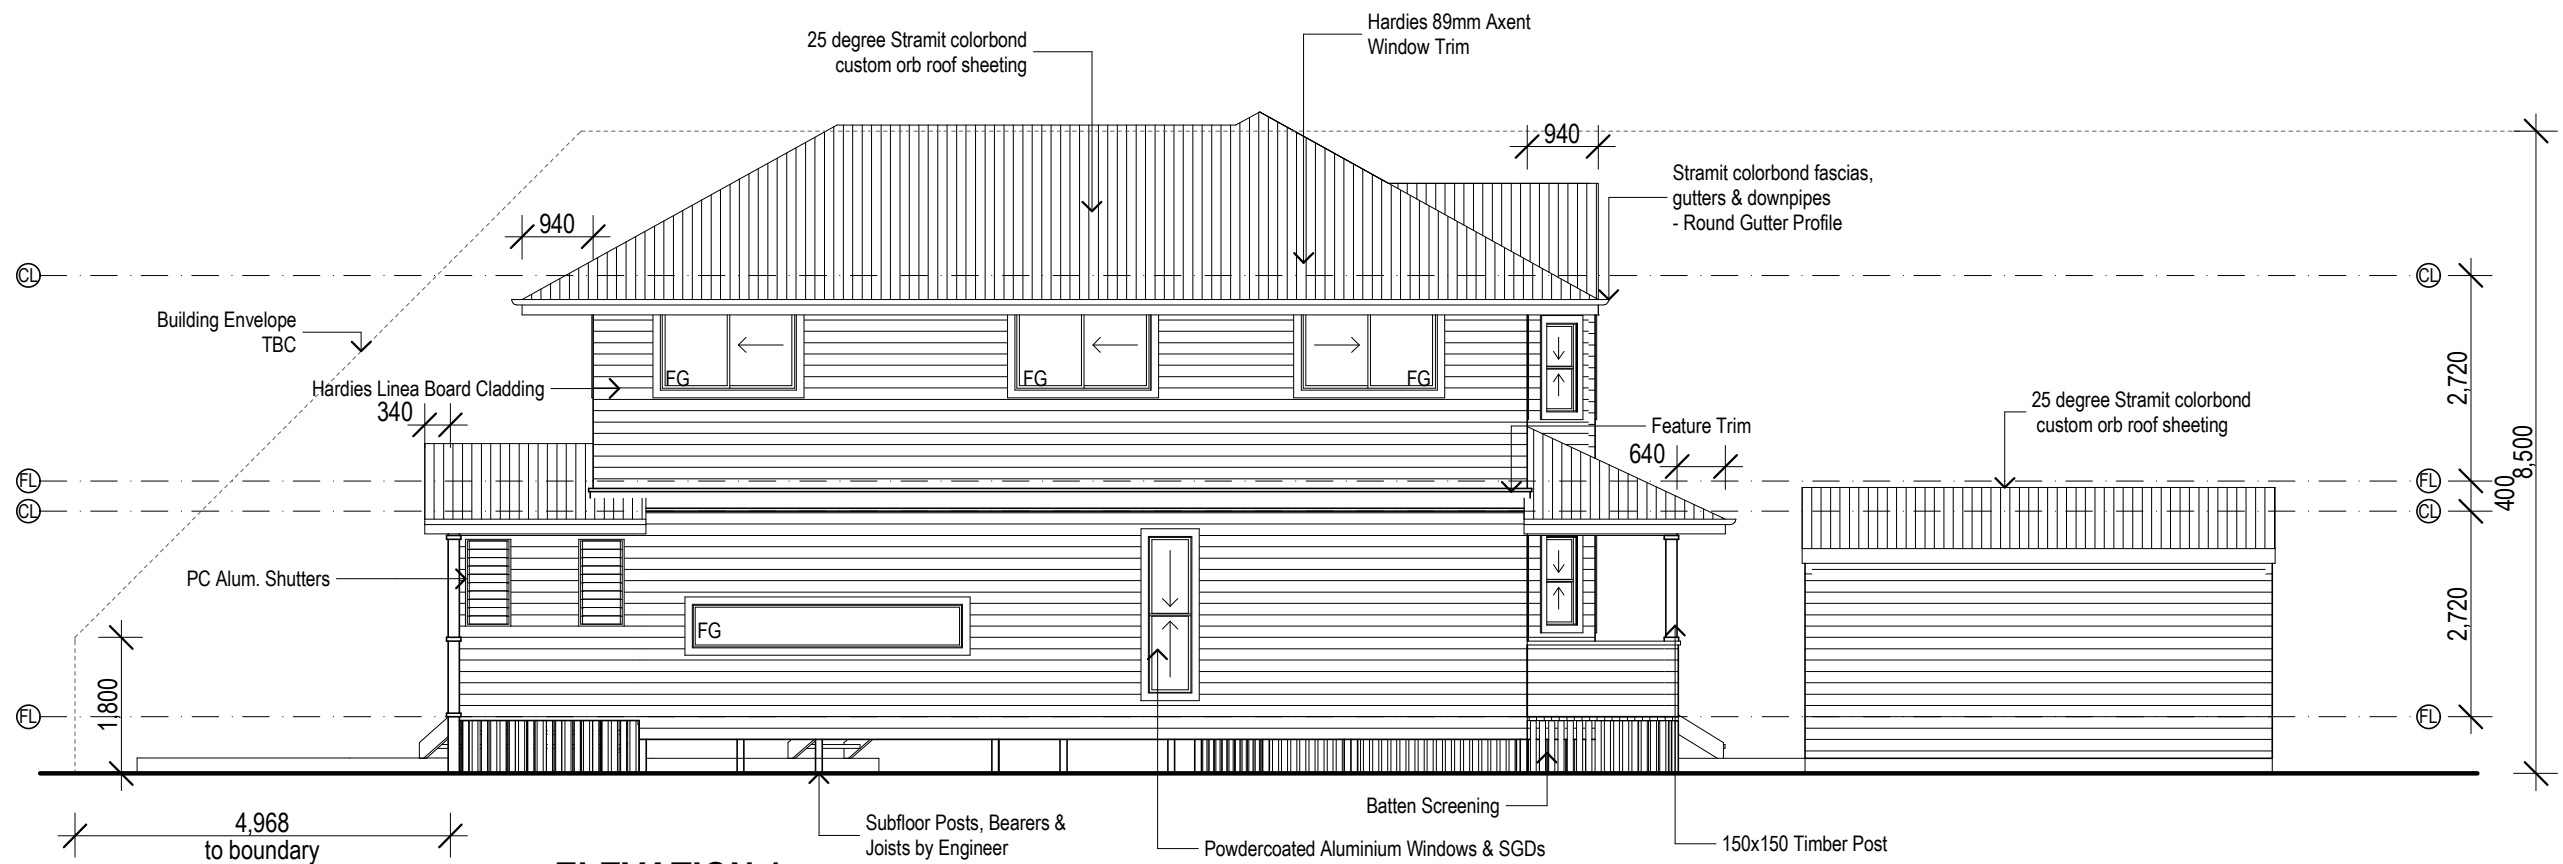 Hardies 89mm Axent
Window Trim
25 degree Stramit colorbond
custom orb roof sheeting
940
Stramit colorbond fascias,
gutters & downpipes
- Round Gutter Profile
940
CL
CL
Building Envelope
TBC
FG
FG
FG
Hardies Linea Board Cladding
340
2,720
25 degree Stramit colorbond
custom orb roof sheeting
Feature Trim
640
8,500
FL
FL
400
CL
CL
PC Alum. Shutters
FG
2,720
1,800
FL
FL
4,968
to boundary
Subfloor Posts, Bearers &
Joists by Engineer
Batten Screening
Powdercoated Aluminium Windows & SGDs
150x150 Timber Post
ELEVATION 1